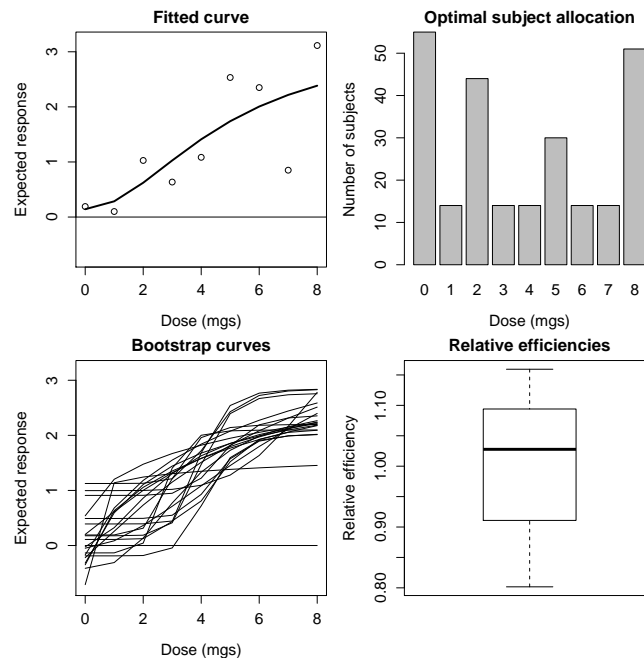 Fitted curve
Expected response
3
2
1
0
0 2 4 6 8
Dose (mgs)
Optimal subject allocation
Number of subjects
50
40
30
20
10
0
0 1 2 3 4 5 6 7 8
Dose (mgs)
Bootstrap curves
Expected response
3
2
1
0
0 2 4 6 8
Dose (mgs)
Relative efficiencies
Relative efficiency
1.10
1.00
0.90
0.80